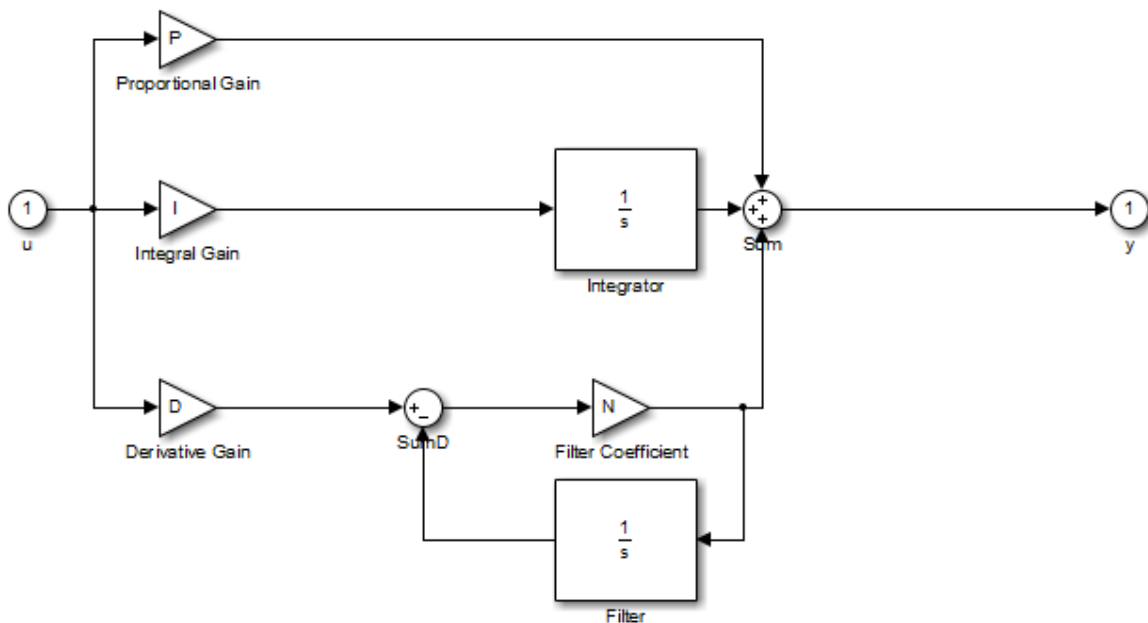 P
Proportional Gain
1
u
I
Integral Gain
1
s
Integrator
+
+
+
Sum
1
y
D
Derivative Gain
+
−
SumD
N
Filter Coefficient
1
s
Filter